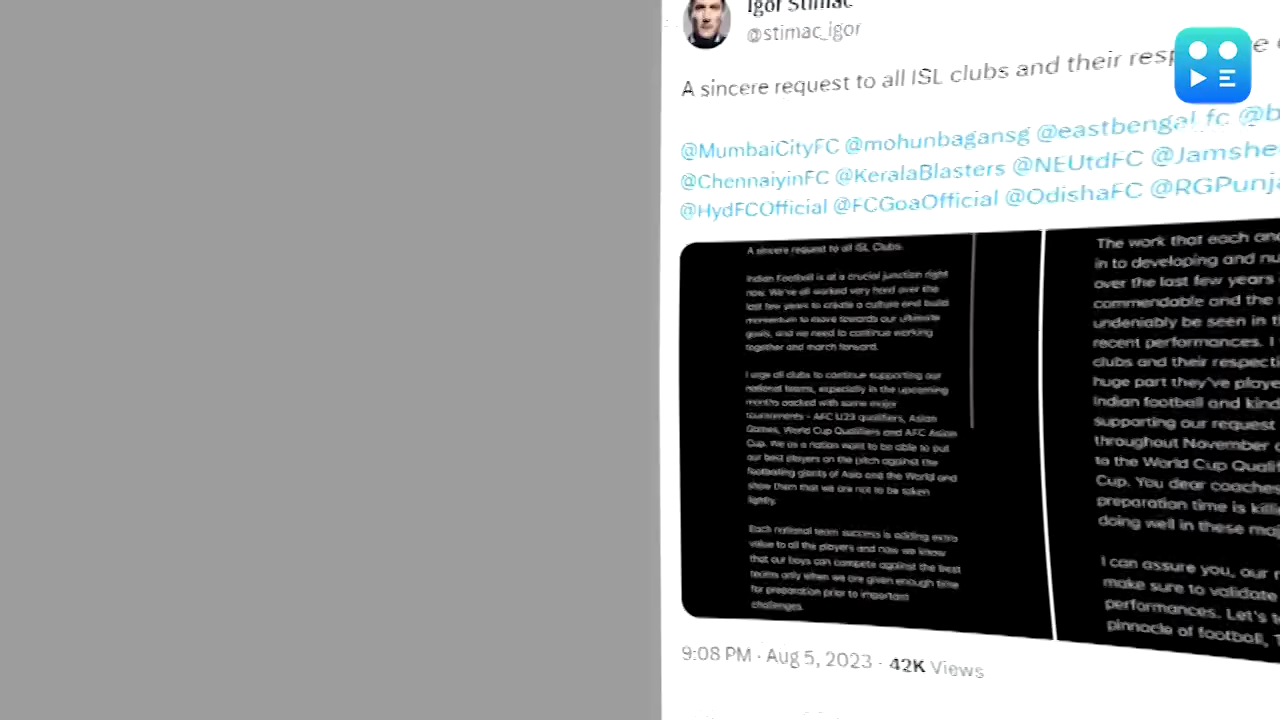 Igor Stimac
@stimac_igor
A sincere request to all ISL clubs and their
@MumbaiCityFC @mohunbagansg @eastbengal_fc
@ChennaiyinFC @KeralaBlasters @NEUtdFC
@HydFCOfficial @FCGoaOfficial @OdishaFC
A sincere request to all ISL Clubs.
Indian Football is at a crucial junction right
now. We've all worked very hard over the
last few years to create a culture and build
momentum to move towards our ultimate
goals, and we need to continue working
together and march forward.
I urge all clubs to continue supporting our
national teams, especially in the upcoming
months packed with some major
tournaments - AFC U23 qualifiers, Asian
Games, World Cup Qualifiers and AFC Asian
Cup. We as a nation want to be able to put
our best players on the pitch against the
footballing giants of Asia and the World and
show them that we are not to be taken
lightly.
Each national team success is adding extra
value to all the players and now we know
that our boys can compete against the best
teams only when we are given enough time
for preparation prior to important
challenges.
The work that each
in to developing and
over the last few years
commendable and the
undeniably be seen in
recent performances. I
clubs and their
huge part they've
Indian football and
supporting our request
throughout November
to the World Cup
Cup. You dear coaches
preparation time is
doing well in these
I can assure you, our
make sure to validate
performances. Let's
pinnacle of football,
9:08 PM · Aug 5, 2023 · 42K Views